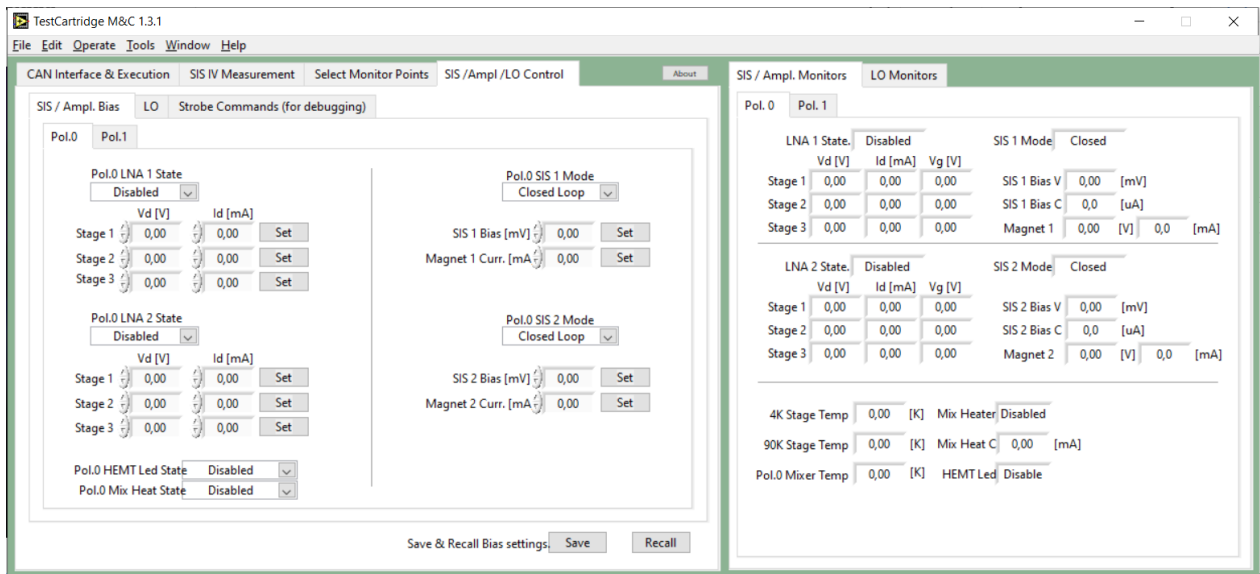 TestCartridge M&C 1.3.1
File Edit Operate Tools Window Help
CAN Interface & Execution SIS IV Measurement Select Monitor Points SIS /Ampl /LO Control About
SIS / Ampl. Bias LO Strobe Commands (for debugging)
Pol.0 Pol.1
Pol.0 LNA 1 State
Disabled
Vd [V] Id [mA]
Stage 1 0,00 0,00 Set
Stage 2 0,00 0,00 Set
Stage 3 0,00 0,00 Set
Pol.0 LNA 2 State
Disabled
Vd [V] Id [mA]
Stage 1 0,00 0,00 Set
Stage 2 0,00 0,00 Set
Stage 3 0,00 0,00 Set
Pol.0 HEMT Led State Disabled
Pol.0 Mix Heat State Disabled
Pol.0 SIS 1 Mode
Closed Loop
SIS 1 Bias [mV] 0,00 Set
Magnet 1 Curr. [mA 0,00 Set
Pol.0 SIS 2 Mode
Closed Loop
SIS 2 Bias [mV] 0,00 Set
Magnet 2 Curr. [mA 0,00 Set
Save & Recall Bias settings. Save Recall
SIS / Ampl. Monitors LO Monitors
Pol. 0 Pol. 1
LNA 1 State. Disabled
Vd [V] Id [mA] Vg [V]
Stage 1 0,00 0,00 0,00
Stage 2 0,00 0,00 0,00
Stage 3 0,00 0,00 0,00
SIS 1 Mode Closed
SIS 1 Bias V 0,00 [mV]
SIS 1 Bias C 0,0 [uA]
Magnet 1 0,00 [V] 0,0 [mA]
LNA 2 State. Disabled
Vd [V] Id [mA] Vg [V]
Stage 1 0,00 0,00 0,00
Stage 2 0,00 0,00 0,00
Stage 3 0,00 0,00 0,00
SIS 2 Mode Closed
SIS 2 Bias V 0,00 [mV]
SIS 2 Bias C 0,0 [uA]
Magnet 2 0,00 [V] 0,0 [mA]
4K Stage Temp 0,00 [K] Mix Heater Disabled
90K Stage Temp 0,00 [K] Mix Heat C 0,00 [mA]
Pol.0 Mixer Temp 0,00 [K] HEMT Led Disable